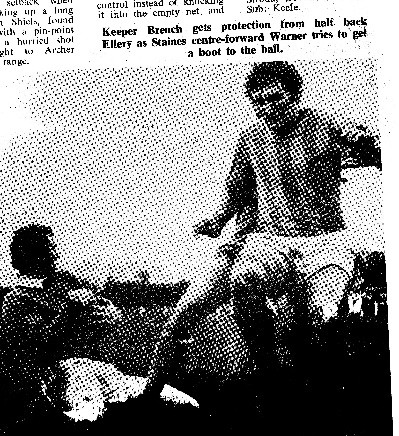 setback when
king up a long
Shiels, found
with a pin-points
a hurried shot
ght to Archer
range.
control instead of knocking
it into the empty net, and
Sub: Keefe.
Keeper Brench gets protection from half back
Ellery as Staines centre-forward Warner tries to get
a boot to the ball.